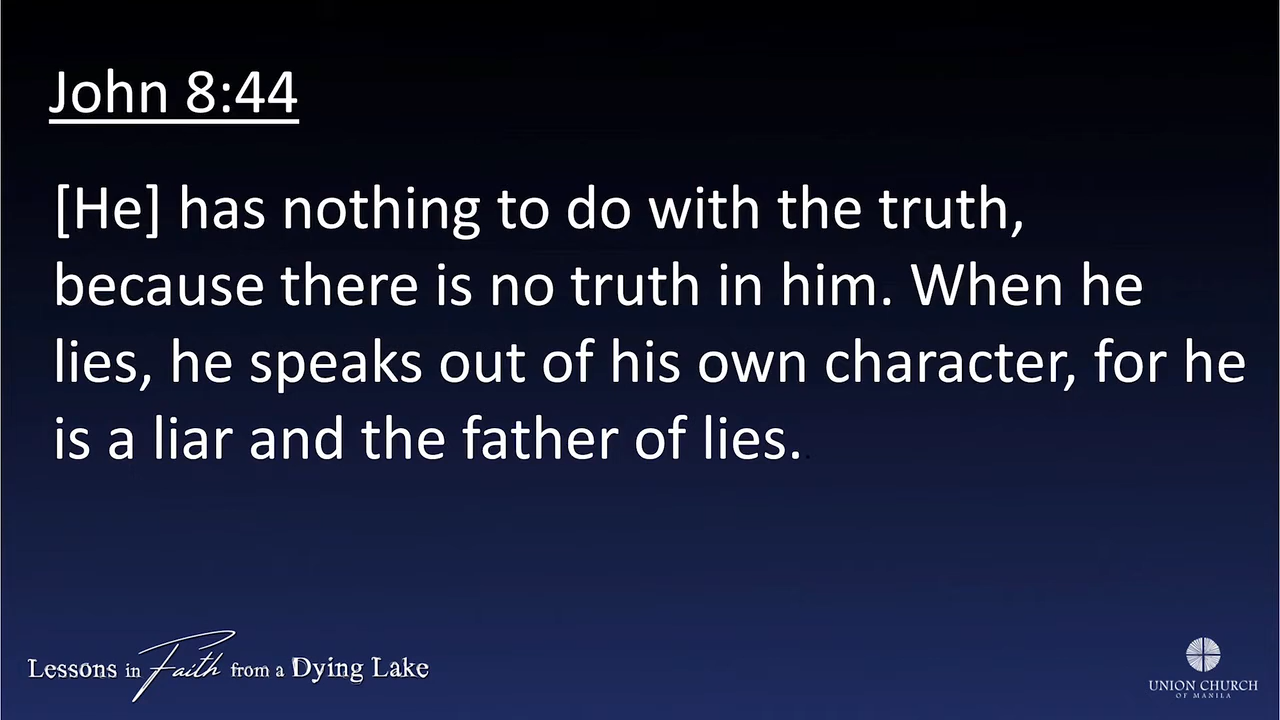 John 8:44
[He] has nothing to do with the truth,
because there is no truth in him. When he
lies, he speaks out of his own character, for he
is a liar and the father of lies..
Lessons in Faith from a Dying Lake
UNION CHURCH
OF MANILA